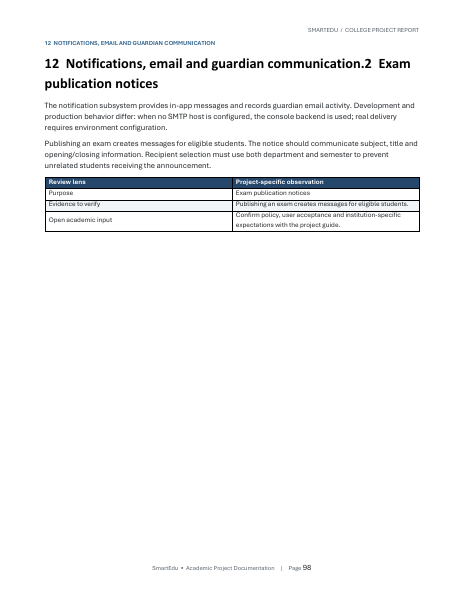 SMARTEDU / COLLEGE PROJECT REPORT
12 NOTIFICATIONS, EMAIL AND GUARDIAN COMMUNICATION
12 Notifications, email and guardian communication.2 Exam
publication notices
The notification subsystem provides in-app messages and records guardian email activity. Development and
production behavior differ: when no SMTP host is configured, the console backend is used; real delivery
requires environment configuration.
Publishing an exam creates messages for eligible students. The notice should communicate subject, title and
opening/closing information. Recipient selection must use both department and semester to prevent
unrelated students receiving the announcement.
Review lens Project-specific observation
Purpose Exam publication notices
Evidence to verify Publishing an exam creates messages for eligible students.
Open academic input Confirm policy, user acceptance and institution-specific
expectations with the project guide.
SmartEdu • Academic Project Documentation | Page 98